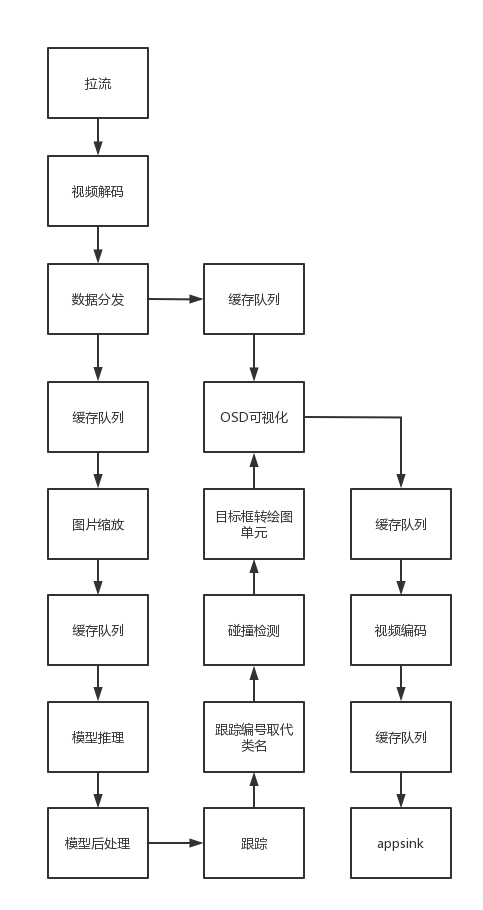 拉流
视频解码
数据分发
缓存队列
缓存队列
OSD可视化
图片缩放
目标框转绘图
单元
缓存队列
缓存队列
碰撞检测
视频编码
模型推理
跟踪编号取代
类名
缓存队列
模型后处理
跟踪
appsink